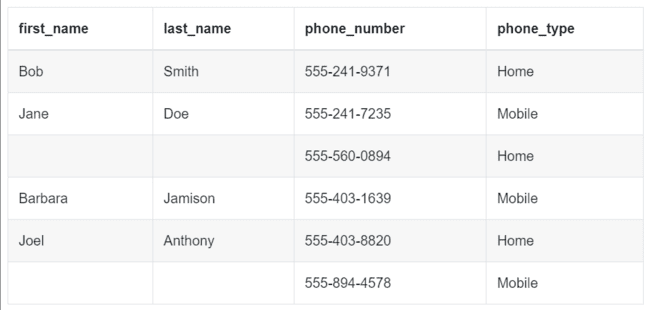 first_name last_name phone_number phone_type
Bob Smith 555-241-9371 Home
Jane Doe 555-241-7235 Mobile
555-560-0894 Home
Barbara Jamison 555-403-1639 Mobile
Joel Anthony 555-403-8820 Home
555-894-4578 Mobile